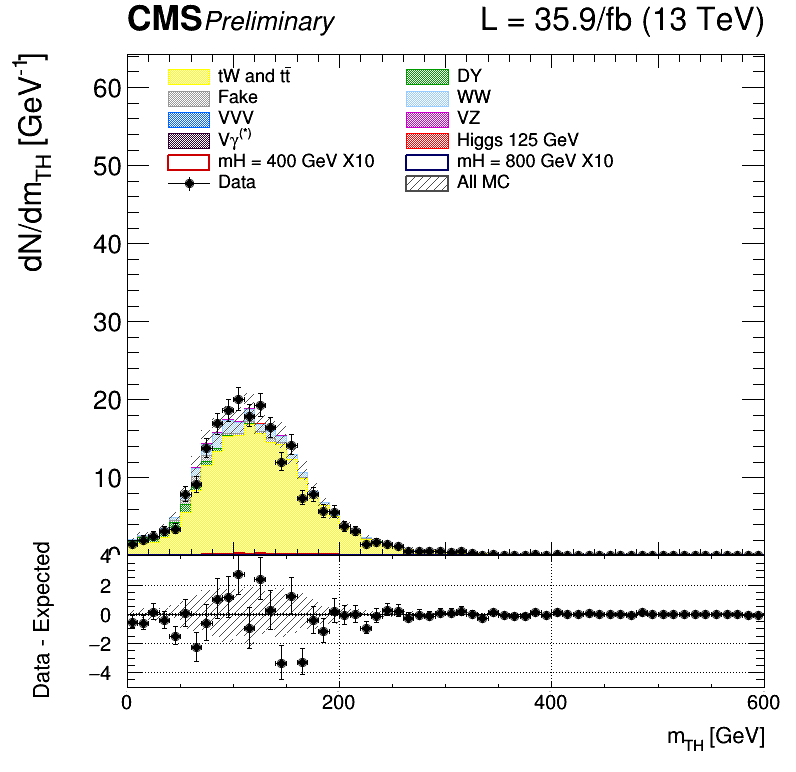 CMS Preliminary L = 35.9/fb (13 TeV)
dN/dm_TH [GeV⁻¹]
tW and tt̄
DY
Fake
WW
VVV
VZ
Vγ(*)
Higgs 125 GeV
mH = 400 GeV X10
mH = 800 GeV X10
Data
All MC
60
50
40
30
20
10
Data - Expected
4
2
0
−2
−4
0 200 400 600
m_TH [GeV]